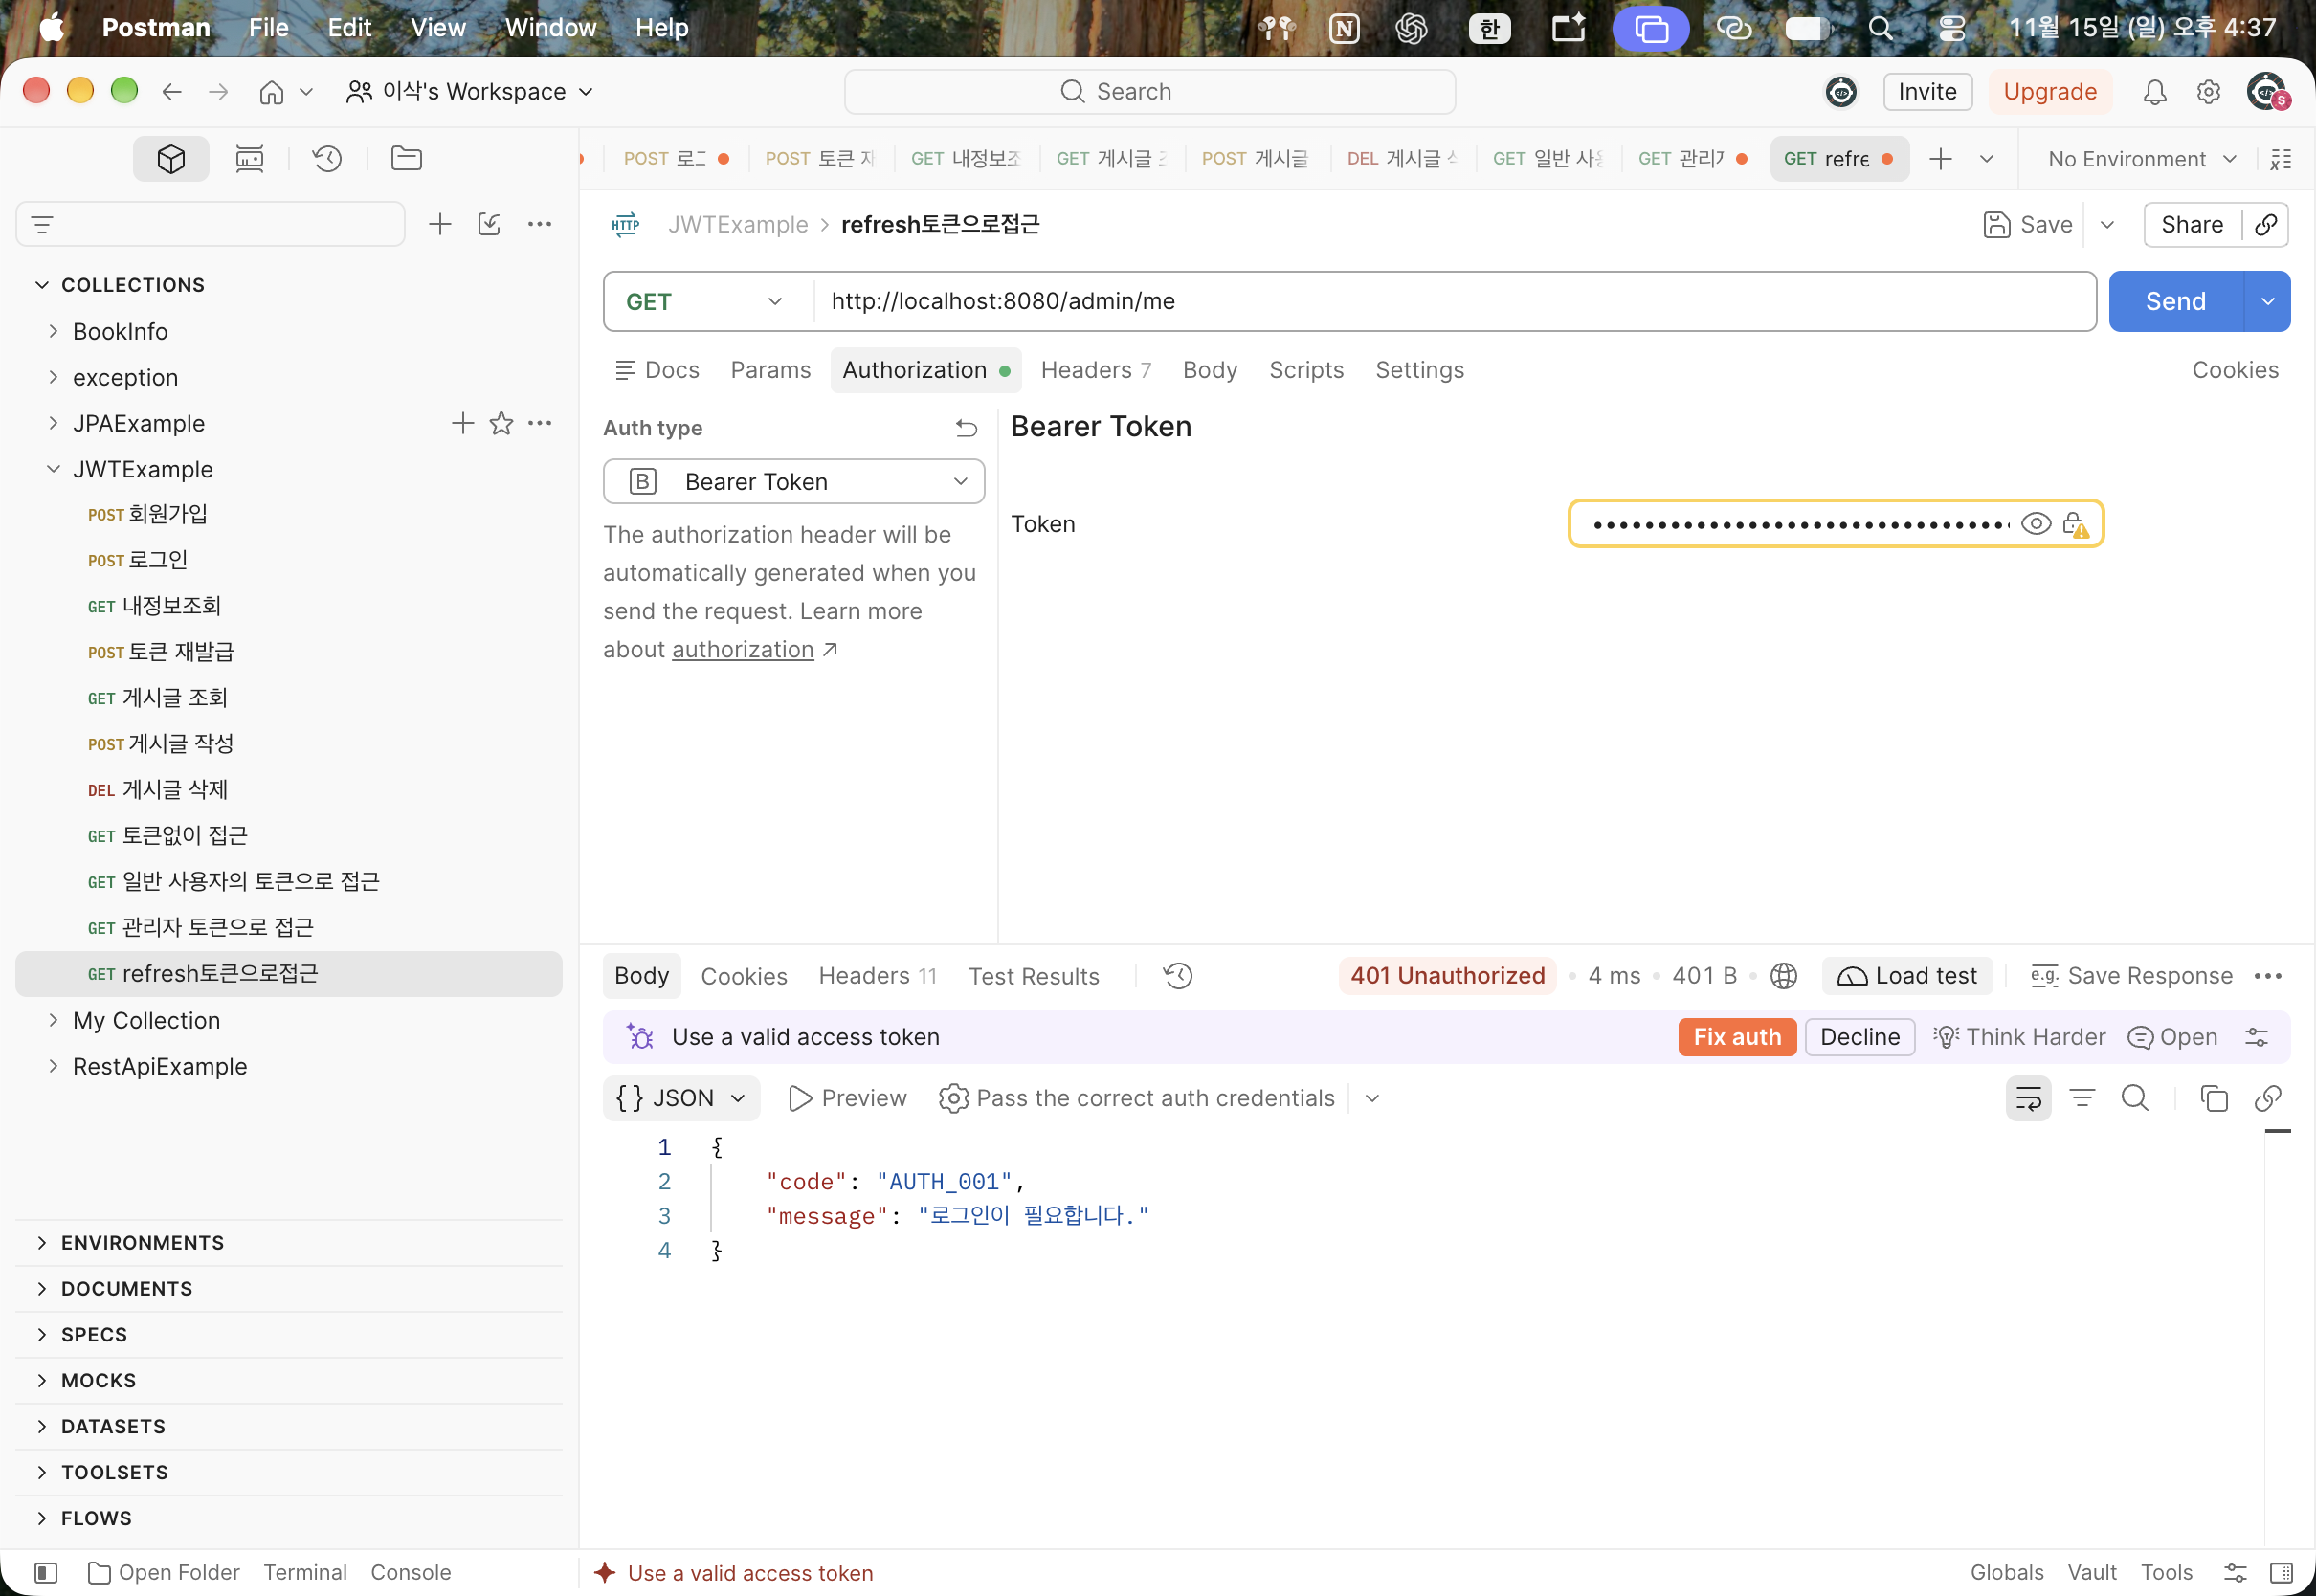 Postman File Edit View Window Help 한 11월 15일 (일) 오후 4:37
이삭's Workspace Search Invite Upgrade
POST 로그 POST 토큰 GET 내정보조회 GET 게시글 POST 게시글 DEL 게시글 GET 일반 GET 관리 GET refre No Environment
JWTExample > refresh토큰으로접근 Save Share
GET http://localhost:8080/admin/me Send
Docs Params Authorization Headers 7 Body Scripts Settings Cookies
COLLECTIONS
BookInfo
exception
JPAExample
JWTExample
POST 회원가입
POST 로그인
GET 내정보조회
POST 토큰 재발급
GET 게시글 조회
POST 게시글 작성
DEL 게시글 삭제
GET 토큰없이 접근
GET 일반 사용자의 토큰으로 접근
GET 관리자 토큰으로 접근
GET refresh토큰으로접근
My Collection
RestApiExample
ENVIRONMENTS
DOCUMENTS
SPECS
MOCKS
DATASETS
TOOLSETS
FLOWS
Auth type
B Bearer Token
The authorization header will be
automatically generated when you
send the request. Learn more
about authorization
Bearer Token
Token
Body Cookies Headers 11 Test Results 401 Unauthorized • 4 ms • 401 B • Load test e.g. Save Response
Use a valid access token Fix auth Decline Think Harder Open
{ } JSON Preview Pass the correct auth credentials
1 {
2 "code": "AUTH_001",
3 "message": "로그인이 필요합니다."
4 }
Open Folder Terminal Console Use a valid access token Globals Vault Tools